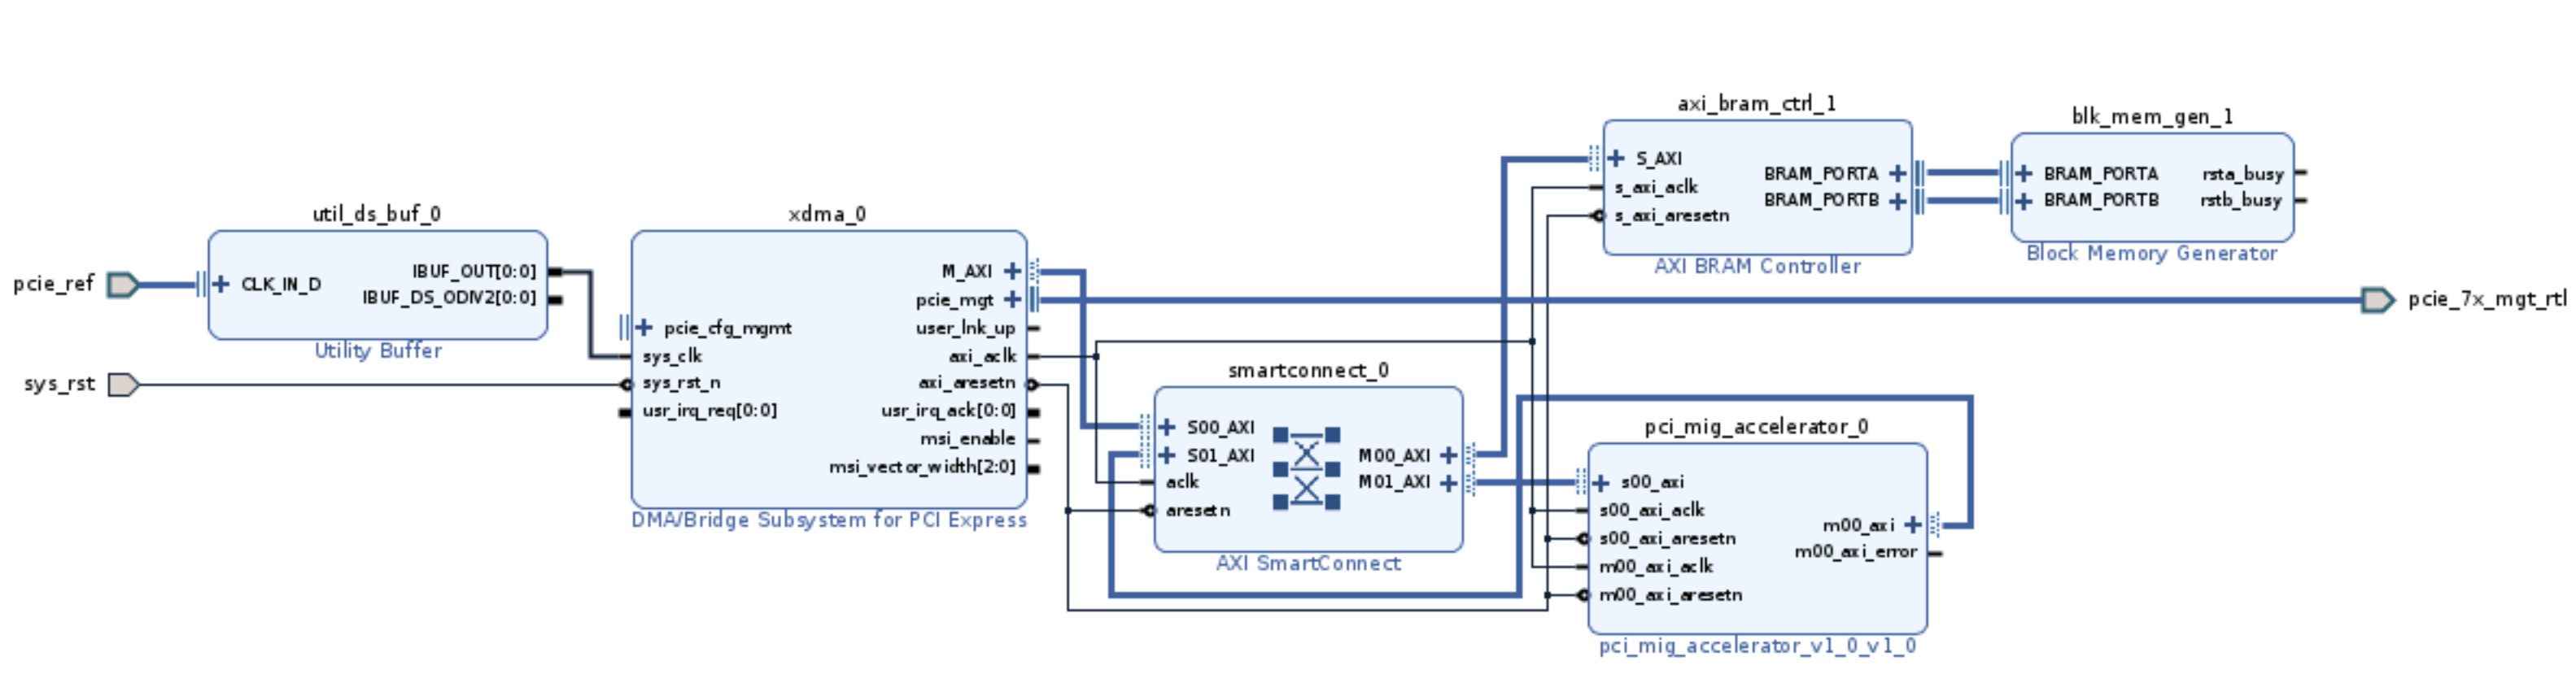 pcie_ref
sys_rst
util_ds_buf_0
CLK_IN_D
IBUF_OUT[0:0]
IBUF_DS_ODIV2[0:0]
Utility Buffer
xdma_0
pcie_cfg_mgmt
sys_clk
sys_rst_n
usr_irq_req[0:0]
M_AXI
pcie_mgt
user_lnk_up
axi_aclk
axi_aresetn
usr_irq_ack[0:0]
msi_enable
msi_vector_width[2:0]
DMA/Bridge Subsystem for PCI Express
smartconnect_0
S00_AXI
S01_AXI
aclk
aresetn
M00_AXI
M01_AXI
AXI SmartConnect
axi_bram_ctrl_1
S_AXI
s_axi_aclk
s_axi_aresetn
BRAM_PORTA
BRAM_PORTB
AXI BRAM Controller
blk_mem_gen_1
BRAM_PORTA
BRAM_PORTB
rsta_busy
rstb_busy
Block Memory Generator
pcie_7x_mgt_rtl
pci_mig_accelerator_0
s00_axi
s00_axi_aclk
s00_axi_aresetn
m00_axi_aclk
m00_axi_aresetn
m00_axi
m00_axi_error
pci_mig_accelerator_v1_0_v1_0